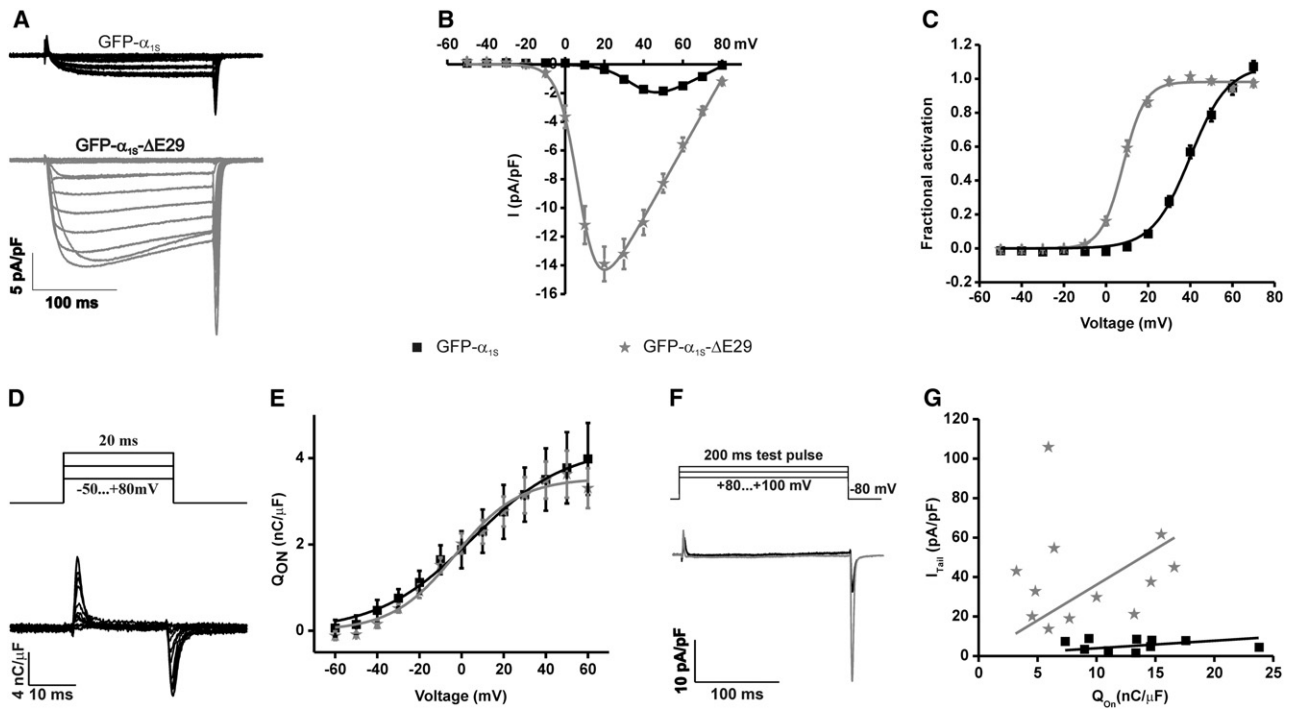 A
GFP-α1S
GFP-α1S-ΔE29
5 pA/pF
100 ms
B
-60 -40 -20 0 20 40 60 80 mV
-2
-4
-6
-8
-10
-12
-14
-16
I (pA/pF)
C
1.2
1.0
0.8
0.6
0.4
0.2
0.0
-0.2
Fractional activation
-60 -40 -20 0 20 40 60 80
Voltage (mV)
GFP-α1S
GFP-α1S-ΔE29
D
20 ms
-50...+80mV
4 nC/µF
10 ms
E
4
2
0
QON (nC/µF)
-60 -40 -20 0 20 40 60
Voltage (mV)
F
200 ms test pulse
+80...+100 mV
-80 mV
10 pA/pF
100 ms
G
120
100
80
60
40
20
0
ITail (pA/pF)
0 5 10 15 20 25
QOn(nC/µF)